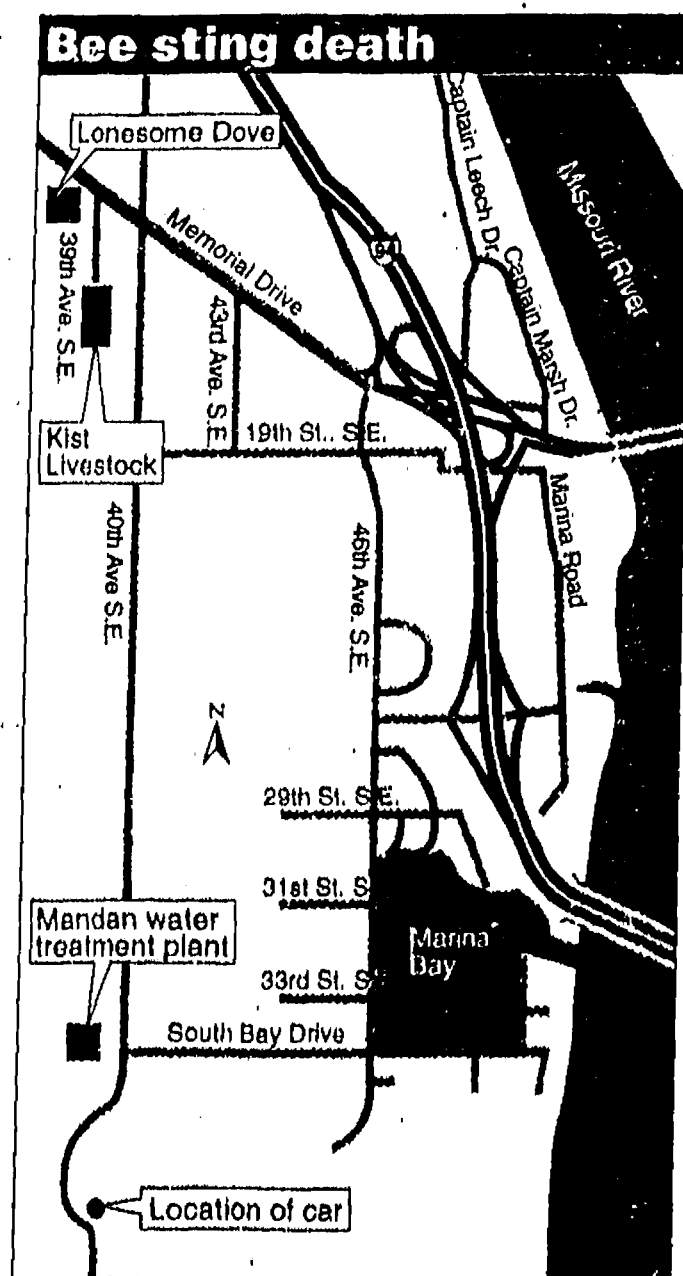 Bee sting death
Lonesome Dove
Captain Leech Dr.
Missouri River
Memorial Drive
94
39th Ave. S.E.
43rd Ave. S.E.
Captain Marsh Dr.
Kist
Livestock
19th St.. S.E.
40th Ave S.E.
46th Ave. S.E.
Marina Road
N
29th St. S.E.
31st St. S
Mandan water
treatment plant
Marina
Bay
33rd St. S
South Bay Drive
Location of car